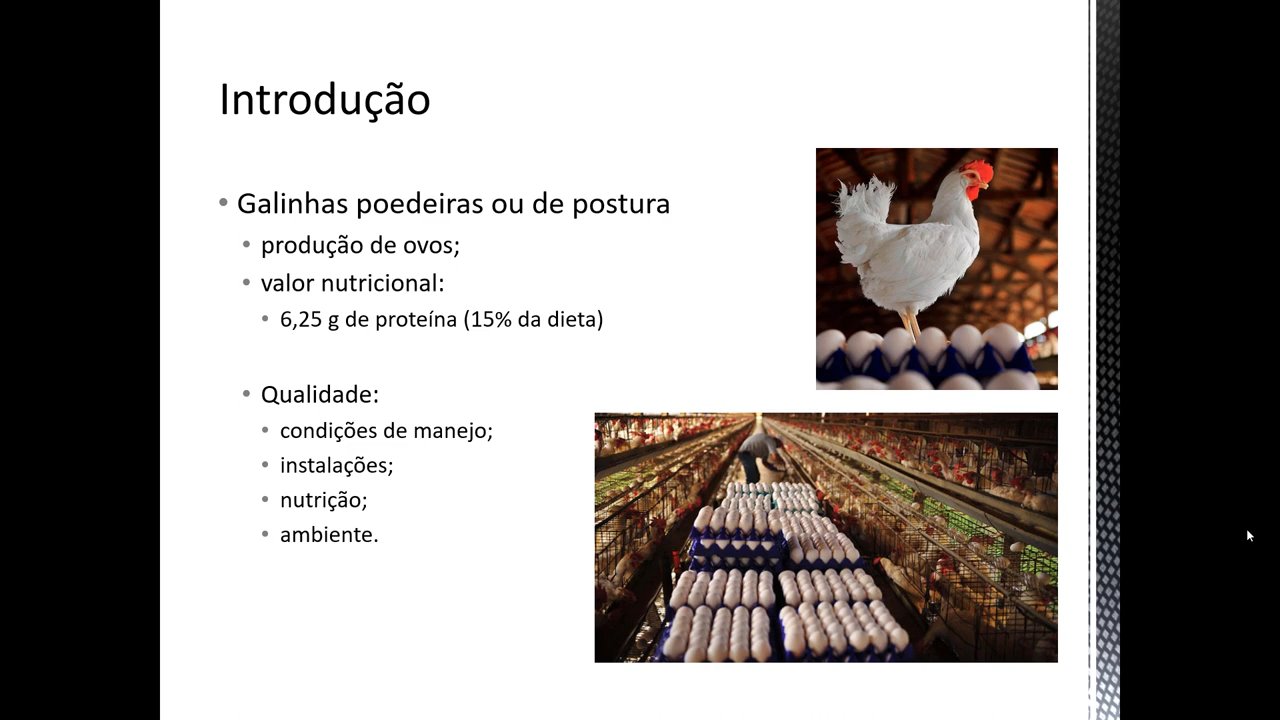 Introdução
• Galinhas poedeiras ou de postura
• produção de ovos;
• valor nutricional:
• 6,25 g de proteína (15% da dieta)
• Qualidade:
• condições de manejo;
• instalações;
• nutrição;
• ambiente.